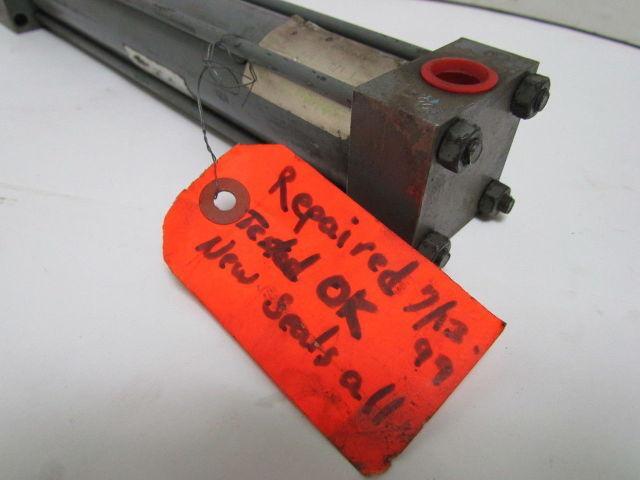 Repaired 7/13.
99
Tested OK
New Seals all